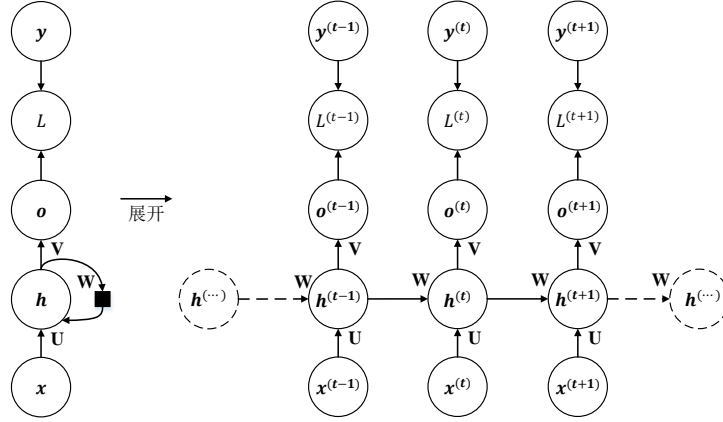 y y^(t−1) y^(t) y^(t+1)
L L^(t−1) L^(t) L^(t+1)
o 展开 o^(t−1) o^(t) o^(t+1)
V V V V
W W W W W
h h^(⋯) h^(t−1) h^(t) h^(t+1) h^(⋯)
U U U U
x x^(t−1) x^(t) x^(t+1)